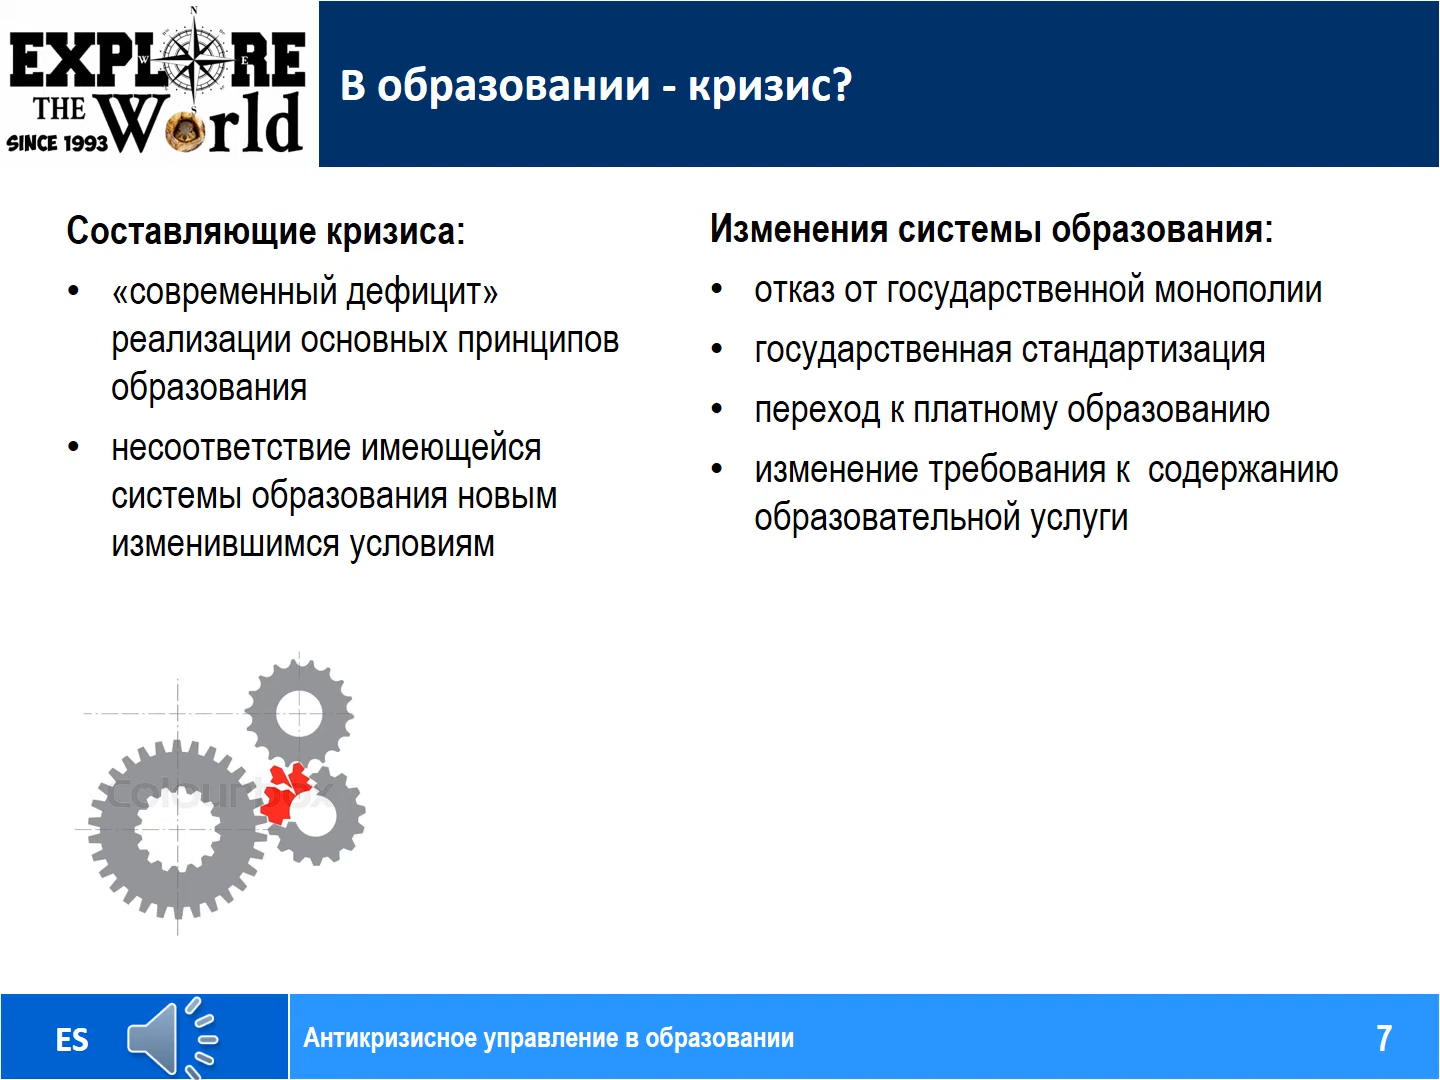 N
EXPLORE
W
E
THE World
S
SINCE 1993
В образовании - кризис?
Составляющие кризиса:
• «современный дефицит»
реализации основных принципов
образования
• несоответствие имеющейся
системы образования новым
изменившимся условиям
Изменения системы образования:
• отказ от государственной монополии
• государственная стандартизация
• переход к платному образованию
• изменение требования к  содержанию
образовательной услуги
colourbox
ES
Антикризисное управление в образовании
7